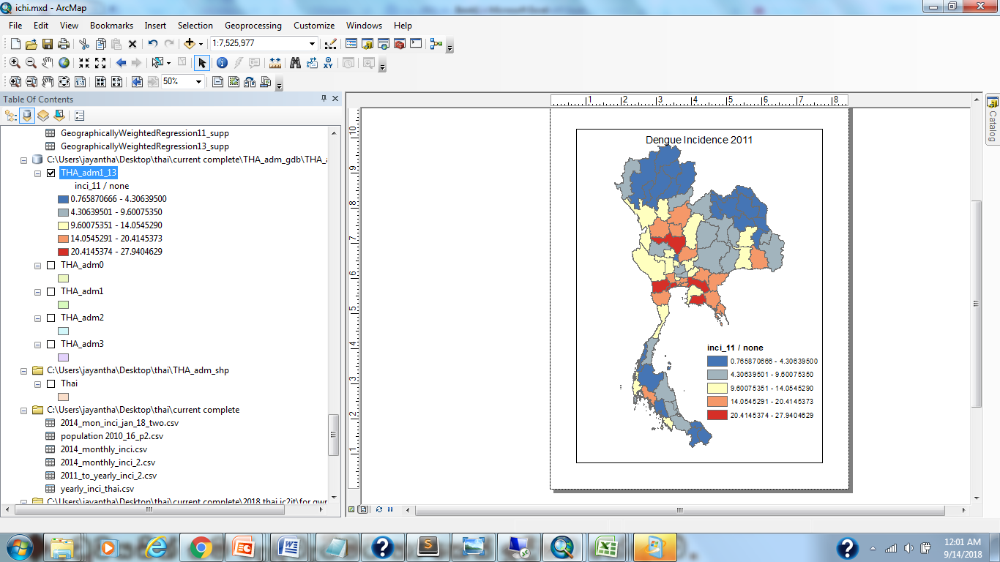 ichi.mxd - ArcMap
File Edit View Bookmarks Insert Selection Geoprocessing Customize Windows Help
1:7,525,977
XY
1:1
50%
Table Of Contents
GeographicallyWeightedRegression11_supp
GeographicallyWeightedRegression13_supp
C:\Users\jayantha\Desktop\thai\current complete\THA_adm_gdb\THA_a
THA_adm1_13
inci_11 / none
0.765870666 - 4.30639500
4.30639501 - 9.60075350
9.60075351 - 14.0545290
14.0545291 - 20.4145373
20.4145374 - 27.9404629
THA_adm0
THA_adm1
THA_adm2
THA_adm3
C:\Users\jayantha\Desktop\thai\THA_adm_shp
Thai
C:\Users\jayantha\Desktop\thai\current complete
2014_mon_inci_jan_18_two.csv
population 2010_16_p2.csv
2014_monthly_inci.csv
2014_monthly_inci_2.csv
2011_to_yearly_inci_2.csv
yearly_inci_thai.csv
C:\Users\jayantha\Desktop\thai\current complete\2018 thai ic2it\for gwr
1 2 3 4 5 6 7 8
10
9
8
7
6
5
4
3
2
1
Dengue Incidence 2011
inci_11 / none
0.765870666 - 4.30639500
4.30639501 - 9.60075350
9.60075351 - 14.0545290
14.0545291 - 20.4145373
20.4145374 - 27.9404629
Catalog
12:01 AM
9/14/2018